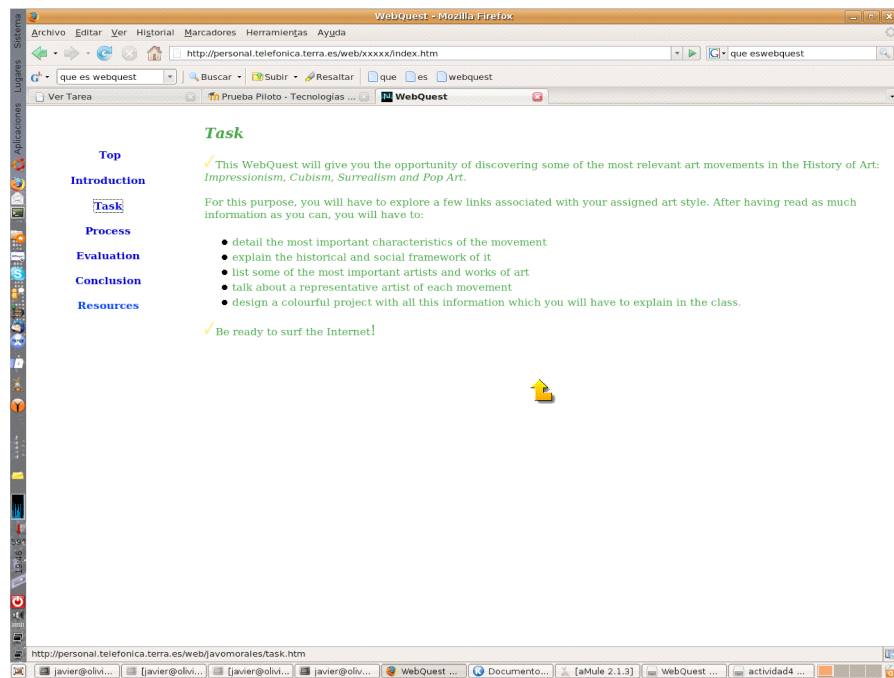 WebQuest - Mozilla Firefox
Archivo Editar Ver Historial Marcadores Herramientas Ayuda
http://personal.telefonica.terra.es/web/xxxxx/index.htm
que eswebquest
que es webquest
Buscar Subir Resaltar que es webquest
Ver Tarea
Prueba Piloto - Tecnologías ...
WebQuest
Sistema
Lugares
Aplicaciones
19:46
Top
Introduction
Task
Process
Evaluation
Conclusion
Resources
Task
This WebQuest will give you the opportunity of discovering some of the most relevant art movements in the History of Art:
Impressionism, Cubism, Surrealism and Pop Art.
For this purpose, you will have to explore a few links associated with your assigned art style. After having read as much
information as you can, you will have to:
detail the most important characteristics of the movement
explain the historical and social framework of it
list some of the most important artists and works of art
talk about a representative artist of each movement
design a colourful project with all this information which you will have to explain in the class.
Be ready to surf the Internet!
http://personal.telefonica.terra.es/web/javomorales/task.htm
javier@olivi...
[javier@olivi...
[javier@olivi...
javier@oliv...
WebQuest ...
Documento...
[aMule 2.1.3]
WebQuest ...
actividad4 ...